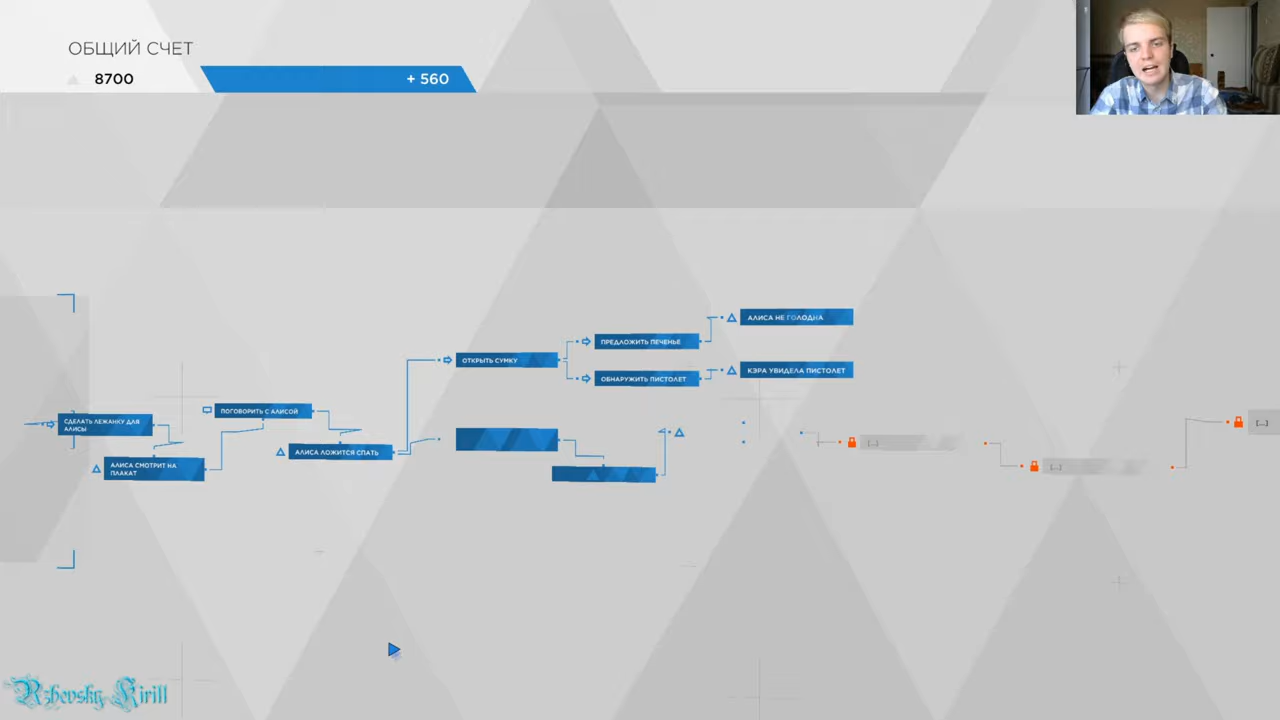 ОБЩИЙ СЧЕТ
8700
+ 560
АЛИСА НЕ ГОЛОДНА
ПРЕДЛОЖИТЬ ПЕЧЕНЬЕ
ОТКРЫТЬ СУМКУ
КЭРА УВИДЕЛА ПИСТОЛЕТ
ОБНАРУЖИТЬ ПИСТОЛЕТ
ПОГОВОРИТЬ С АЛИСОЙ
СДЕЛАТЬ ЛЕЖАНКУ ДЛЯ
АЛИСЫ
[...]
[...]
АЛИСА ЛОЖИТСЯ СПАТЬ
АЛИСА СМОТРИТ НА
ПЛАКАТ
[...]
Rzhevsky Kirill